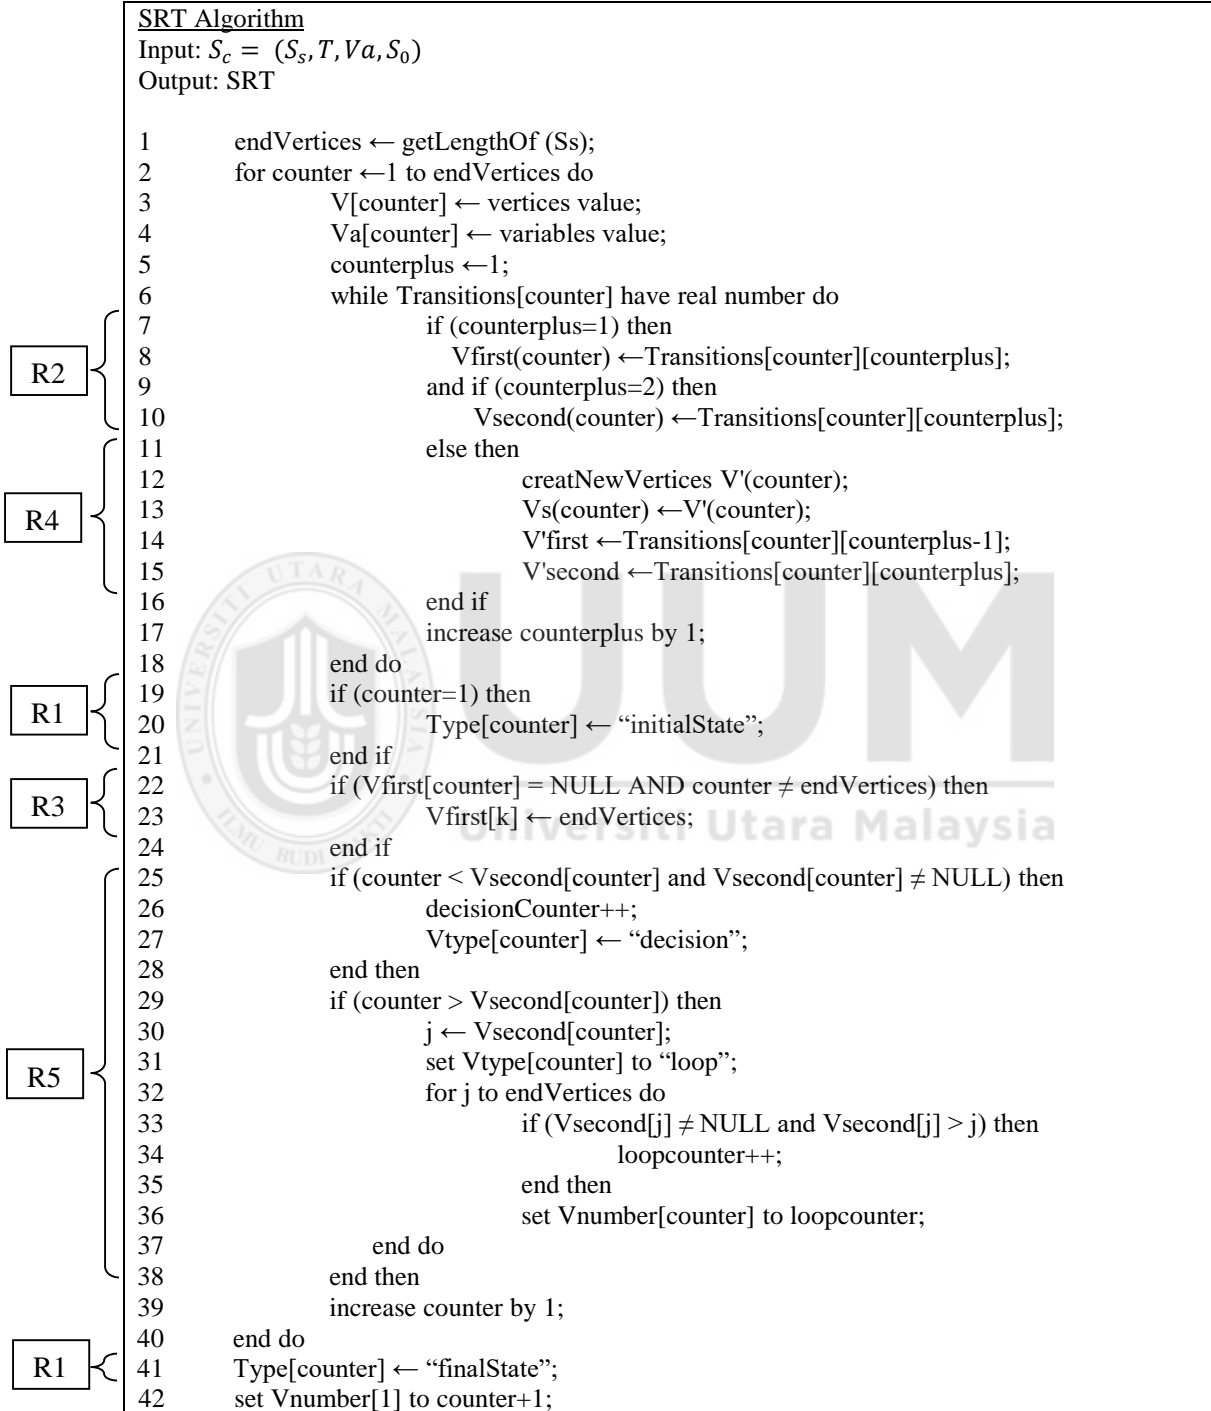 SRT Algorithm
Input: S_c = (S_s, T, Va, S_0)
Output: SRT
1 endVertices ← getLengthOf (Ss);
2 for counter ←1 to endVertices do
3 V[counter] ← vertices value;
4 Va[counter] ← variables value;
5 counterplus ←1;
6 while Transitions[counter] have real number do
7 if (counterplus=1) then
8 Vfirst(counter) ←Transitions[counter][counterplus];
R2
9 and if (counterplus=2) then
10 Vsecond(counter) ←Transitions[counter][counterplus];
11 else then
12 creatNewVertices V'(counter);
13 Vs(counter) ←V'(counter);
R4
14 V'first ←Transitions[counter][counterplus-1];
15 V'second ←Transitions[counter][counterplus];
16 end if
17 increase counterplus by 1;
18 end do
19 if (counter=1) then
R1
20 Type[counter] ← “initialState”;
21 end if
22 if (Vfirst[counter] = NULL AND counter ≠ endVertices) then
R3
23 Vfirst[k] ← endVertices;
24 end if
25 if (counter < Vsecond[counter] and Vsecond[counter] ≠ NULL) then
26 decisionCounter++;
27 Vtype[counter] ← “decision”;
28 end then
29 if (counter > Vsecond[counter]) then
30 j ← Vsecond[counter];
31 set Vtype[counter] to “loop”;
R5
32 for j to endVertices do
33 if (Vsecond[j] ≠ NULL and Vsecond[j] > j) then
34 loopcounter++;
35 end then
36 set Vnumber[counter] to loopcounter;
37 end do
38 end then
39 increase counter by 1;
40 end do
R1
41 Type[counter] ← “finalState”;
42 set Vnumber[1] to counter+1;
UUM
Universiti Utara Malaysia
UNIVERSITI UTARA MALAYSIA
ILMU BUDI BAKTI